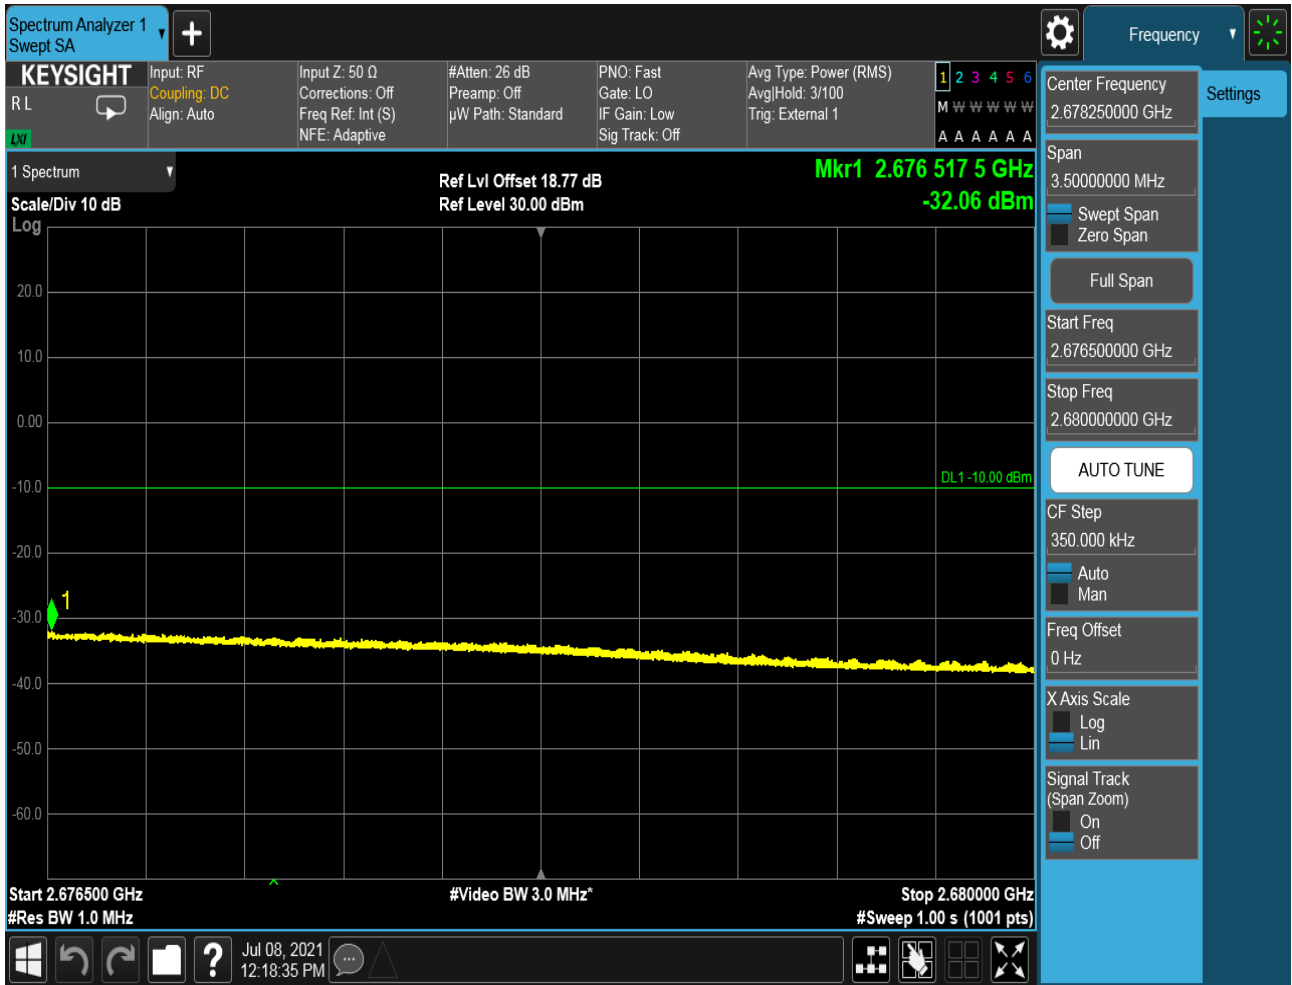 Spectrum Analyzer 1
Swept SA
Frequency
KEYSIGHT
R L
LXI
Input: RF
Coupling: DC
Align: Auto
Input Z: 50 Ω
Corrections: Off
Freq Ref: Int (S)
NFE: Adaptive
#Atten: 26 dB
Preamp: Off
µW Path: Standard
PNO: Fast
Gate: LO
IF Gain: Low
Sig Track: Off
Avg Type: Power (RMS)
Avg|Hold: 3/100
Trig: External 1
1 2 3 4 5 6
M W W W W W
A A A A A A
Center Frequency
2.678250000 GHz
Settings
Span
3.50000000 MHz
Swept Span
Zero Span
Full Span
Start Freq
2.676500000 GHz
Stop Freq
2.680000000 GHz
AUTO TUNE
CF Step
350.000 kHz
Auto
Man
Freq Offset
0 Hz
X Axis Scale
Log
Lin
Signal Track
(Span Zoom)
On
Off
1 Spectrum
Scale/Div 10 dB
Log
Ref Lvl Offset 18.77 dB
Ref Level 30.00 dBm
Mkr1 2.676 517 5 GHz
-32.06 dBm
20.0
10.0
0.00
-10.0
-20.0
-30.0
-40.0
-50.0
-60.0
DL1 -10.00 dBm
1
Start 2.676500 GHz
#Res BW 1.0 MHz
#Video BW 3.0 MHz*
Stop 2.680000 GHz
#Sweep 1.00 s (1001 pts)
?
Jul 08, 2021
12:18:35 PM